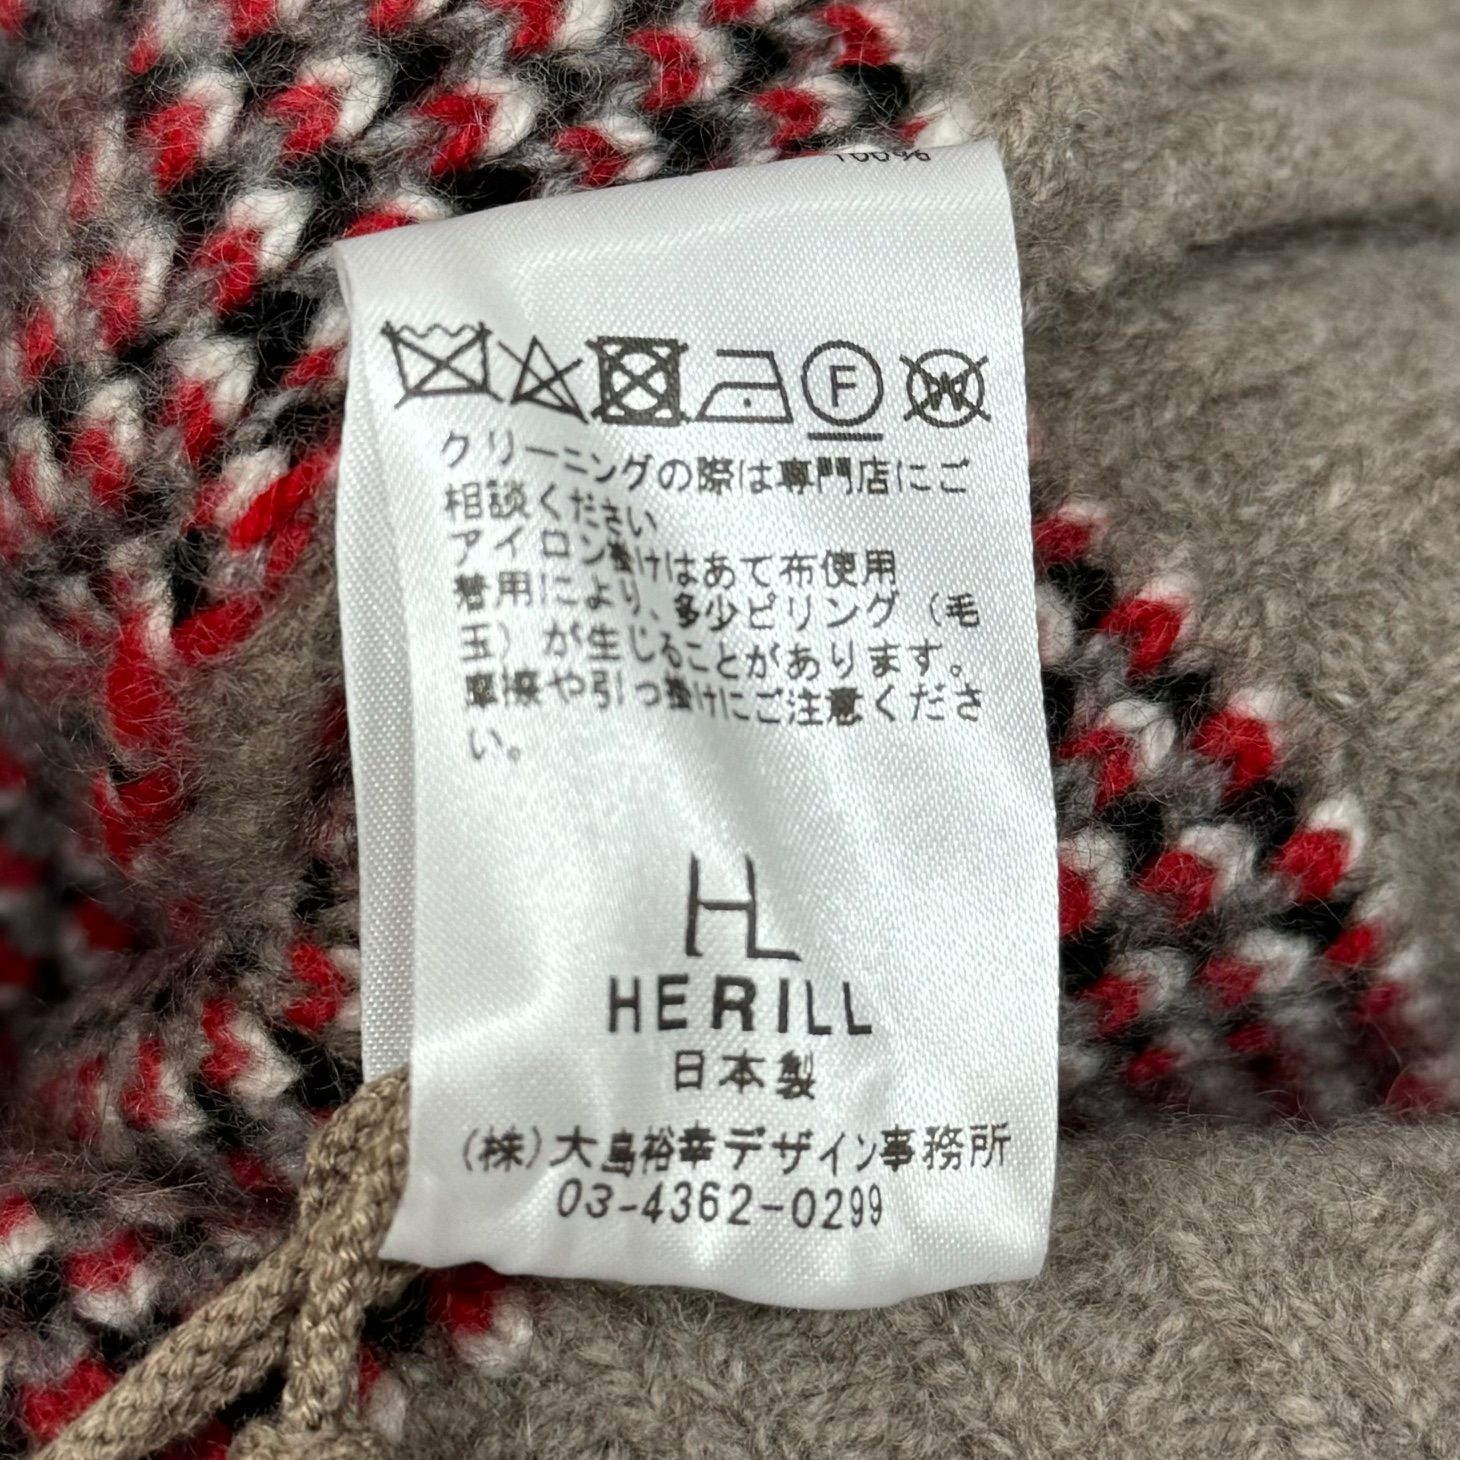 100%
F
W
クリーニングの際は専門店にご
相談ください
アイロン掛けはあて布使用
着用により、多少ピリング（毛
玉）が生じることがあります。
摩擦や引っ掛けにご注意くださ
い。
HL
HERILL
日本製
(株)大島裕幸デザイン事務所
03-4362-0299